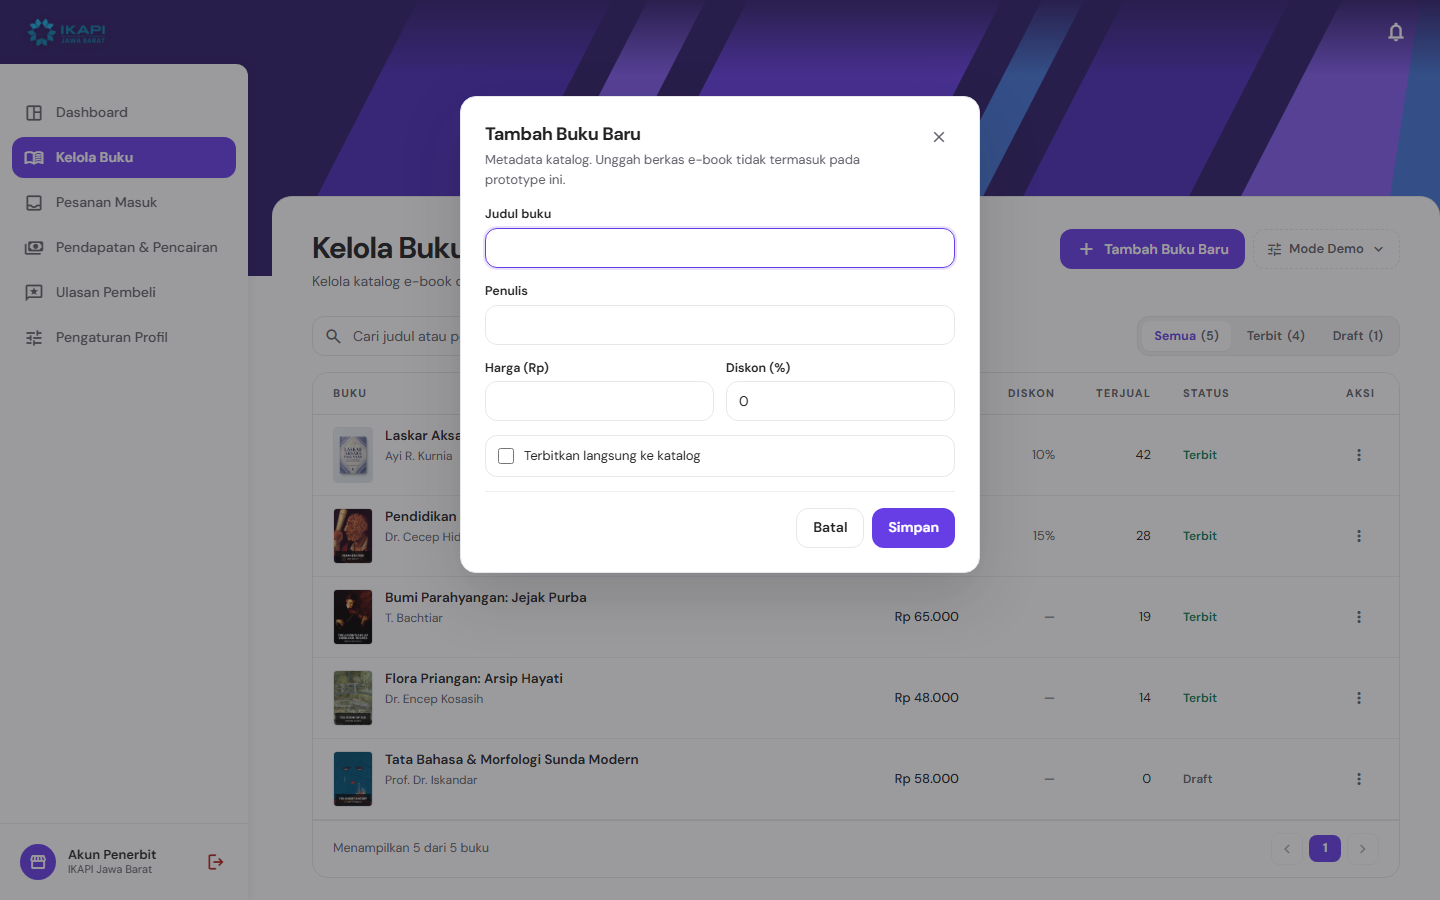 IKAPI
JAWA BARAT
Dashboard
Kelola Buku
Pesanan Masuk
Pendapatan & Pencairan
Ulasan Pembeli
Pengaturan Profil
Akun Penerbit
IKAPI Jawa Barat
Kelola Buku
Kelola katalog e-book
Tambah Buku Baru
Mode Demo
Cari judul atau
Semua (5)
Terbit (4)
Draft (1)
BUKU
DISKON
TERJUAL
STATUS
AKSI
Laskar Aksa
Ayi R. Kurnia
10%
42
Terbit
Pendidikan
Dr. Cecep Hid
15%
28
Terbit
Bumi Parahyangan: Jejak Purba
T. Bachtiar
Rp 65.000
—
19
Terbit
Flora Priangan: Arsip Hayati
Dr. Encep Kosasih
Rp 48.000
—
14
Terbit
Tata Bahasa & Morfologi Sunda Modern
Prof. Dr. Iskandar
Rp 58.000
—
0
Draft
Menampilkan 5 dari 5 buku
1
Tambah Buku Baru
Metadata katalog. Unggah berkas e-book tidak termasuk pada
prototype ini.
Judul buku
Penulis
Harga (Rp)
Diskon (%)
0
Terbitkan langsung ke katalog
Batal
Simpan